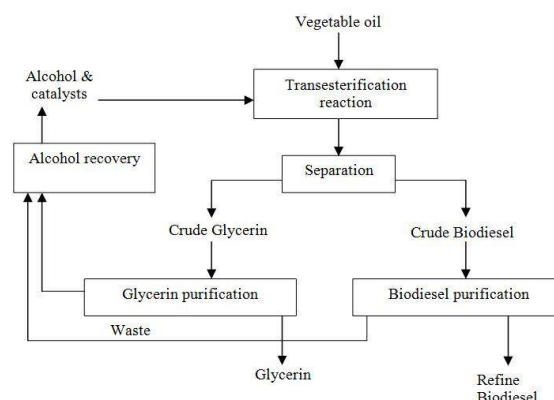 Vegetable oil
Alcohol &
catalysts
Transesterification
reaction
Alcohol recovery
Separation
Crude Glycerin
Crude Biodiesel
Glycerin purification
Biodiesel purification
Waste
Glycerin
Refine
Biodiesel